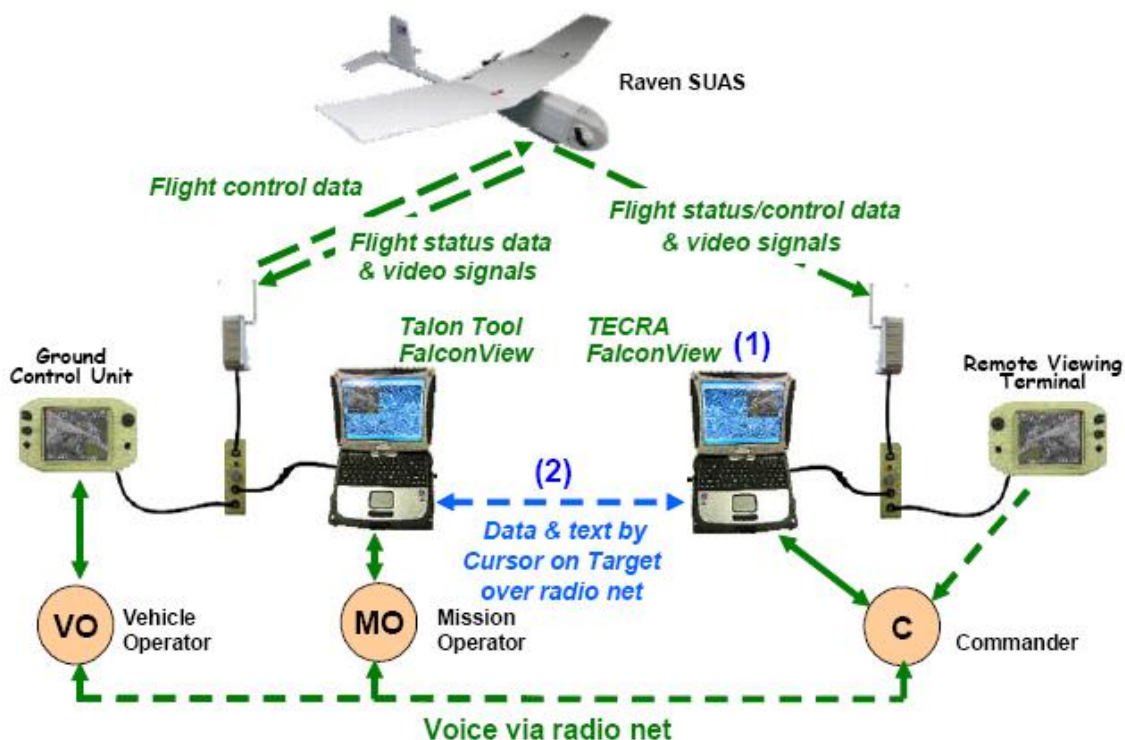 Raven SUAS
Flight control data
Flight status data
& video signals
Flight status/control data
& video signals
Talon Tool
FalconView
TECRA
FalconView
(1)
Ground
Control Unit
Remote Viewing
Terminal
(2)
Data & text by
Cursor on Target
over radio net
VO
Vehicle
Operator
MO
Mission
Operator
C
Commander
Voice via radio net